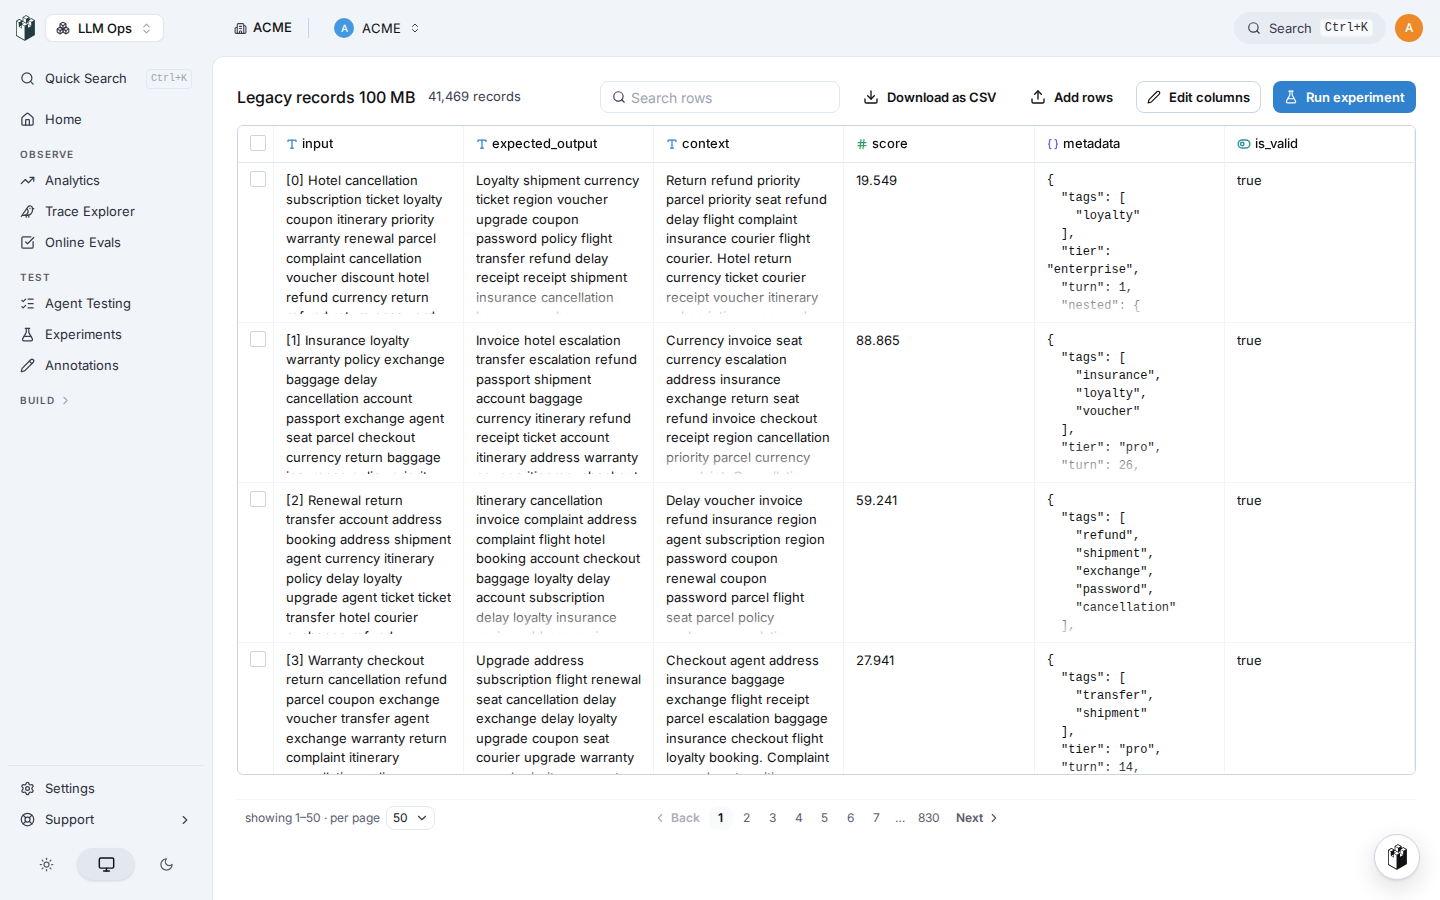 LLM Ops
ACME
A ACME
Search Ctrl+K
A
Quick Search Ctrl+K
Home
OBSERVE
Analytics
Trace Explorer
Online Evals
TEST
Agent Testing
Experiments
Annotations
BUILD
Settings
Support
Legacy records 100 MB 41,469 records
Search rows
Download as CSV
Add rows
Edit columns
Run experiment
input expected_output context score metadata is_valid
[0] Hotel cancellation
subscription ticket loyalty
coupon itinerary priority
warranty renewal parcel
complaint cancellation
voucher discount hotel
refund currency return
Loyalty shipment currency
ticket region voucher
upgrade coupon
password policy flight
transfer refund delay
receipt receipt shipment
insurance cancellation
Return refund priority
parcel priority seat refund
delay flight complaint
insurance courier flight
courier. Hotel return
currency ticket courier
receipt voucher itinerary
19.549
{
"tags": [
"loyalty"
],
"tier":
"enterprise",
"turn": 1,
"nested": {
true
[1] Insurance loyalty
warranty policy exchange
baggage delay
cancellation account
passport exchange agent
seat parcel checkout
currency return baggage
Invoice hotel escalation
transfer escalation refund
passport shipment
account baggage
currency itinerary refund
receipt ticket account
itinerary address warranty
Currency invoice seat
currency escalation
address insurance
exchange return seat
refund invoice checkout
receipt region cancellation
priority parcel currency
88.865
{
"tags": [
"insurance",
"loyalty",
"voucher"
],
"tier": "pro",
"turn": 26,
true
[2] Renewal return
transfer account address
booking address shipment
agent currency itinerary
policy delay loyalty
upgrade agent ticket ticket
transfer hotel courier
Itinerary cancellation
invoice complaint address
complaint flight hotel
booking account checkout
baggage loyalty delay
account subscription
delay loyalty insurance
Delay voucher invoice
refund insurance region
agent subscription region
password coupon
renewal coupon
password parcel flight
seat parcel policy
59.241
{
"tags": [
"refund",
"shipment",
"exchange",
"password",
"cancellation"
],
true
[3] Warranty checkout
return cancellation refund
parcel coupon exchange
voucher transfer agent
exchange warranty return
complaint itinerary
Upgrade address
subscription flight renewal
seat cancellation delay
exchange delay loyalty
upgrade coupon seat
courier upgrade warranty
Checkout agent address
insurance baggage
exchange flight receipt
parcel escalation baggage
insurance checkout flight
loyalty booking. Complaint
27.941
{
"tags": [
"transfer",
"shipment"
],
"tier": "pro",
"turn": 14,
true
showing 1–50 · per page 50
Back 1 2 3 4 5 6 7 … 830 Next